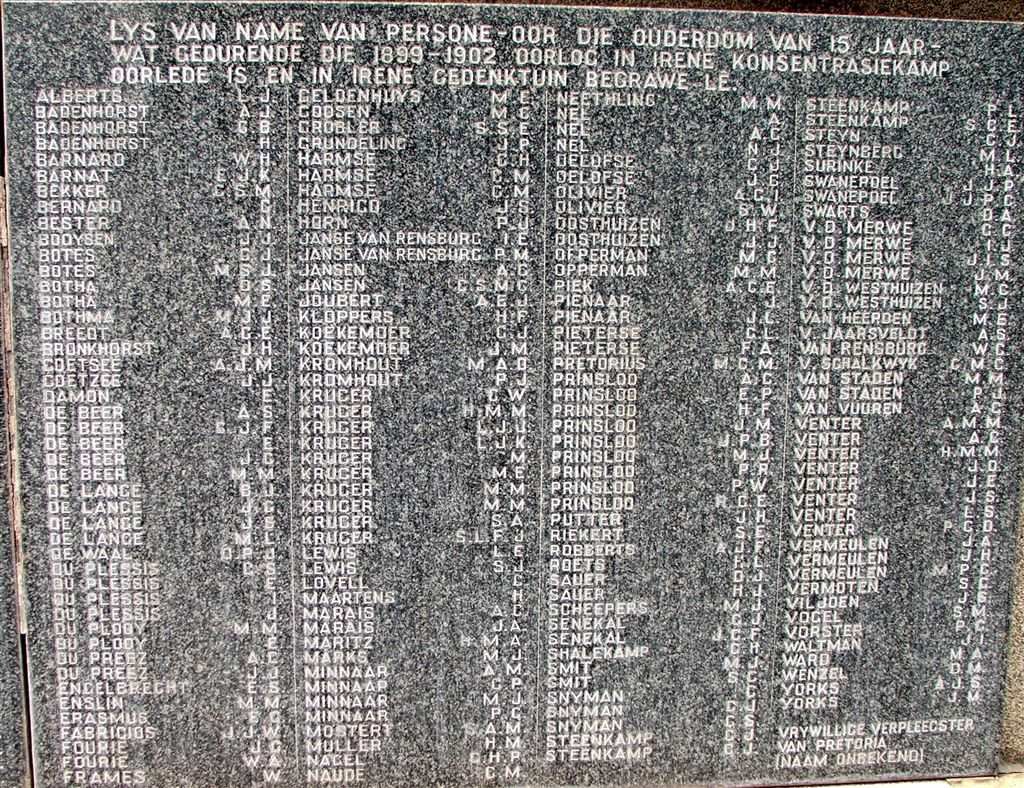 LYS VAN NAME VAN PERSONE OOR DIE OUDERDOM VAN 15 JAAR-
WAT GEDURENDE DIE 1899-1902 OORLOG IN IRENE KONSENTRASIEKAMP
OORLEDE IS EN IN IRENE GEDENKTUIN BEGRAWE LE.
ALBERTS L.J.
BADENHORST A.J.
BADENHORST G.B.
BADENHORST H.
BARNARD W.H.
BARNAT E.J.K.
BEKKER C.S.M.
BERNARD G.
BESTER A.N.
BOOYSEN J.J.
BOTES C.J.
BOTES M.S.J.
BOTHA D.S.
BOTHA M.E.
BOTHMA M.J.J.
BREEDT A.C.E.
BRONKHORST J.H.
COETSEE A.J.M.
COETZEE J.J.
DAMON E.
DE BEER A.S.
DE BEER E.J.F.
DE BEER E.
DE BEER J.C.
DE BEER M.M.
DE LANGE B.J.
DE LANGE J.C.
DE LANGE J.S.
DE LANGE M.L.
DE WAAL D.P.J.
DU PLESSIS C.S.
DU PLESSIS E.
DU PLESSIS I.
DU PLESSIS J.
DU PLOOY M.M.
DU PLOOY E.
DU PREEZ A.C.
DU PREEZ J.J.
ENGELBRECHT E.S.
ENSLIN M.M.
ERASMUS E.C.
FABRICIOS J.J.W.
FOURIE J.C.
FOURIE W.A.
FRAMES W.
GELDENHUYS M.E.
GOOSEN M.C.
GROBLER S.S.E.
GRUNDELING J.P.
HARMSE C.H.
HARMSE C.M.
HARMSE C.M.
HENRICO J.S.
HORN P.J.
JANSE VAN RENSBURG I.E.
JANSE VAN RENSBURG P.M.
JANSEN A.C.
JANSEN C.S.M.C.
JOUBERT A.E.J.
KLOPPERS H.F.
KOEKEMOER C.J.
KOEKEMOER J.M.
KROMHOUT M.A.D.
KROMHOUT P.J.
KRUGER C.W.
KRUGER H.M.M.
KRUGER L.J.J.
KRUGER L.J.K.
KRUGER M.
KRUGER M.E.
KRUGER M.M.
KRUGER M.M.
KRUGER S.A.
KRUGER S.L.F.J.
LEWIS L.E.
LEWIS S.J.
LOVELL C.
MAARTENS H.
MARAIS A.C.
MARAIS J.A.
MARITZ H.M.A.
MARKS M.J.
MINNAAR A.M.
MINNAAR C.P.
MINNAAR M.J.
MINNAAR P.C.
MOSTERT S.A.M.
MULLER H.M.
NAGEL C.H.P.
NAUDE C.M.
NEETHLING M.M.
NEL A.
NEL A.C.
NEL N.J.
OELOFSE C.J.
OELOFSE J.C.
OLIVIER A.C.J.
OLIVIER S.W.
OOSTHUIZEN J.H.F.
OOSTHUIZEN J.J.
OPPERMAN M.C.
OPPERMAN M.M.
PIEK A.C.E.
PIENAAR J.
PIENAAR J.L.
PIETERSE C.L.
PIETERSE F.A.
PRETORIUS M.C.M.
PRINSLOO A.C.
PRINSLOO E.P.
PRINSLOO H.F.
PRINSLOO J.M.
PRINSLOO J.P.B.
PRINSLOO M.J.
PRINSLOO P.R.
PRINSLOO P.W.
PRINSLOO R.C.E.
PUTTER J.H.
RIEKERT S.E.
ROBBERTS A.J.F.
ROETS H.L.
SAUER D.J.
SAUER H.J.
SCHEEPERS M.J.
SENEKAL C.J.
SENEKAL J.C.F.
SHALEKAMP C.H.
SMIT M.J.
SMIT S.C.
SNYMAN C.J.
SNYMAN C.
SNYMAN C.S.
STEENKAMP C.J.
STEENKAMP C.J.
STEENKAMP P.L.
STEENKAMP S.C.E.
STEYN E.J.
STEYNBERG M.L.
SURINKE H.A.
SWANEPOEL J.J.P.
SWANEPOEL J.J.P.C.
SWARTS D.A.
V.D. MERWE C.C.
V.D. MERWE I.J.
V.D. MERWE J.I.S.
V.D. MERWE J.M.
V.D. WESTHUIZEN M.C.
V.D. WESTHUIZEN S.J.
VAN HEERDEN M.E.
V. JAARSVELDT A.S.
VAN RENSBURG W.C.
V. SCHALKWYK C.M.C.
VAN STADEN M.M.
VAN STADEN P.J.
VAN VUUREN A.C.
VENTER A.M.M.
VENTER A.C.
VENTER H.M.M.
VENTER J.D.
VENTER J.E.
VENTER J.S.
VENTER L.S.
VENTER P.C.D.
VERMEULEN J.A.
VERMEULEN J.H.
VERMEULEN M.P.C.
VERMOTEN S.C.
VILJOEN J.S.
VOGEL S.M.
VORSTER P.J.
WALTMAN C.I.
WARD M.A.
WENZEL D.M.
YORKS A.J.S.
YORKS J.M.
VRYWILLIGE VERPLEEGSTER
VAN PRETORIA
(NAAM ONBEKEND)